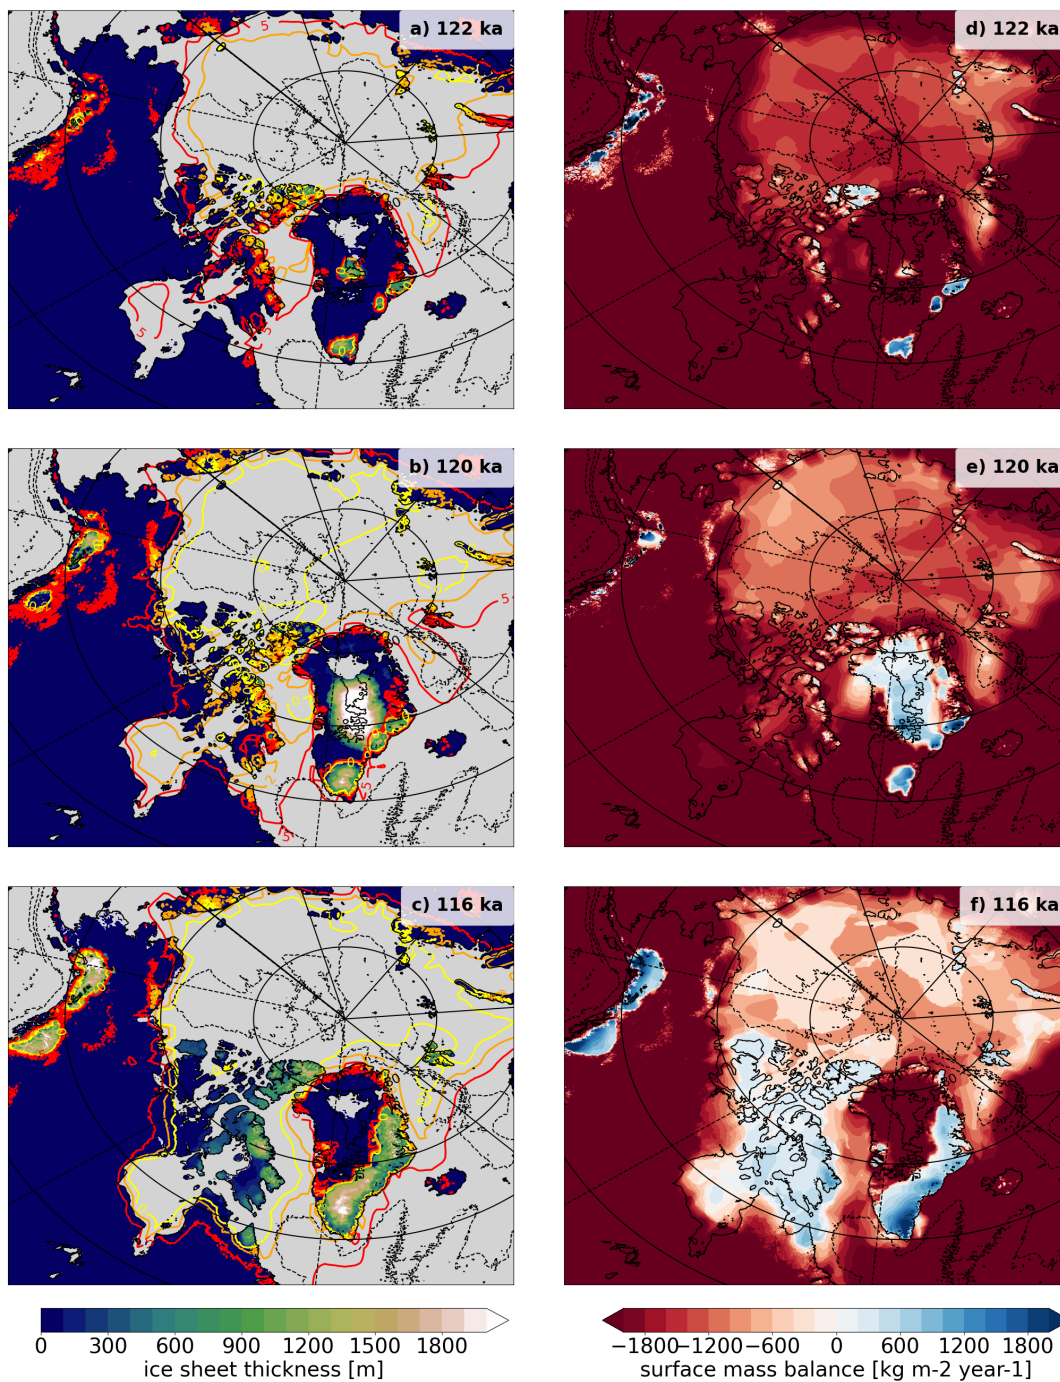 a) 122 ka
d) 122 ka
b) 120 ka
e) 120 ka
c) 116 ka
f) 116 ka
0 300 600 900 1200 1500 1800
ice sheet thickness [m]
−1800 −1200 −600 0 600 1200 1800
surface mass balance [kg m-2 year-1]